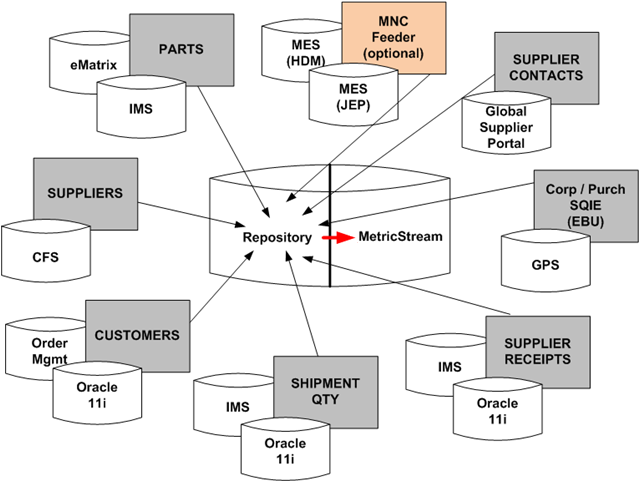 PARTS
eMatrix
IMS
MNC
Feeder
(optional)
MES
(HDM)
MES
(JEP)
SUPPLIER
CONTACTS
Global
Supplier
Portal
SUPPLIERS
CFS
Repository
MetricStream
Corp / Purch
SQIE
(EBU)
GPS
CUSTOMERS
Order
Mgmt
Oracle
11i
SHIPMENT
QTY
IMS
Oracle
11i
SUPPLIER
RECEIPTS
IMS
Oracle
11i